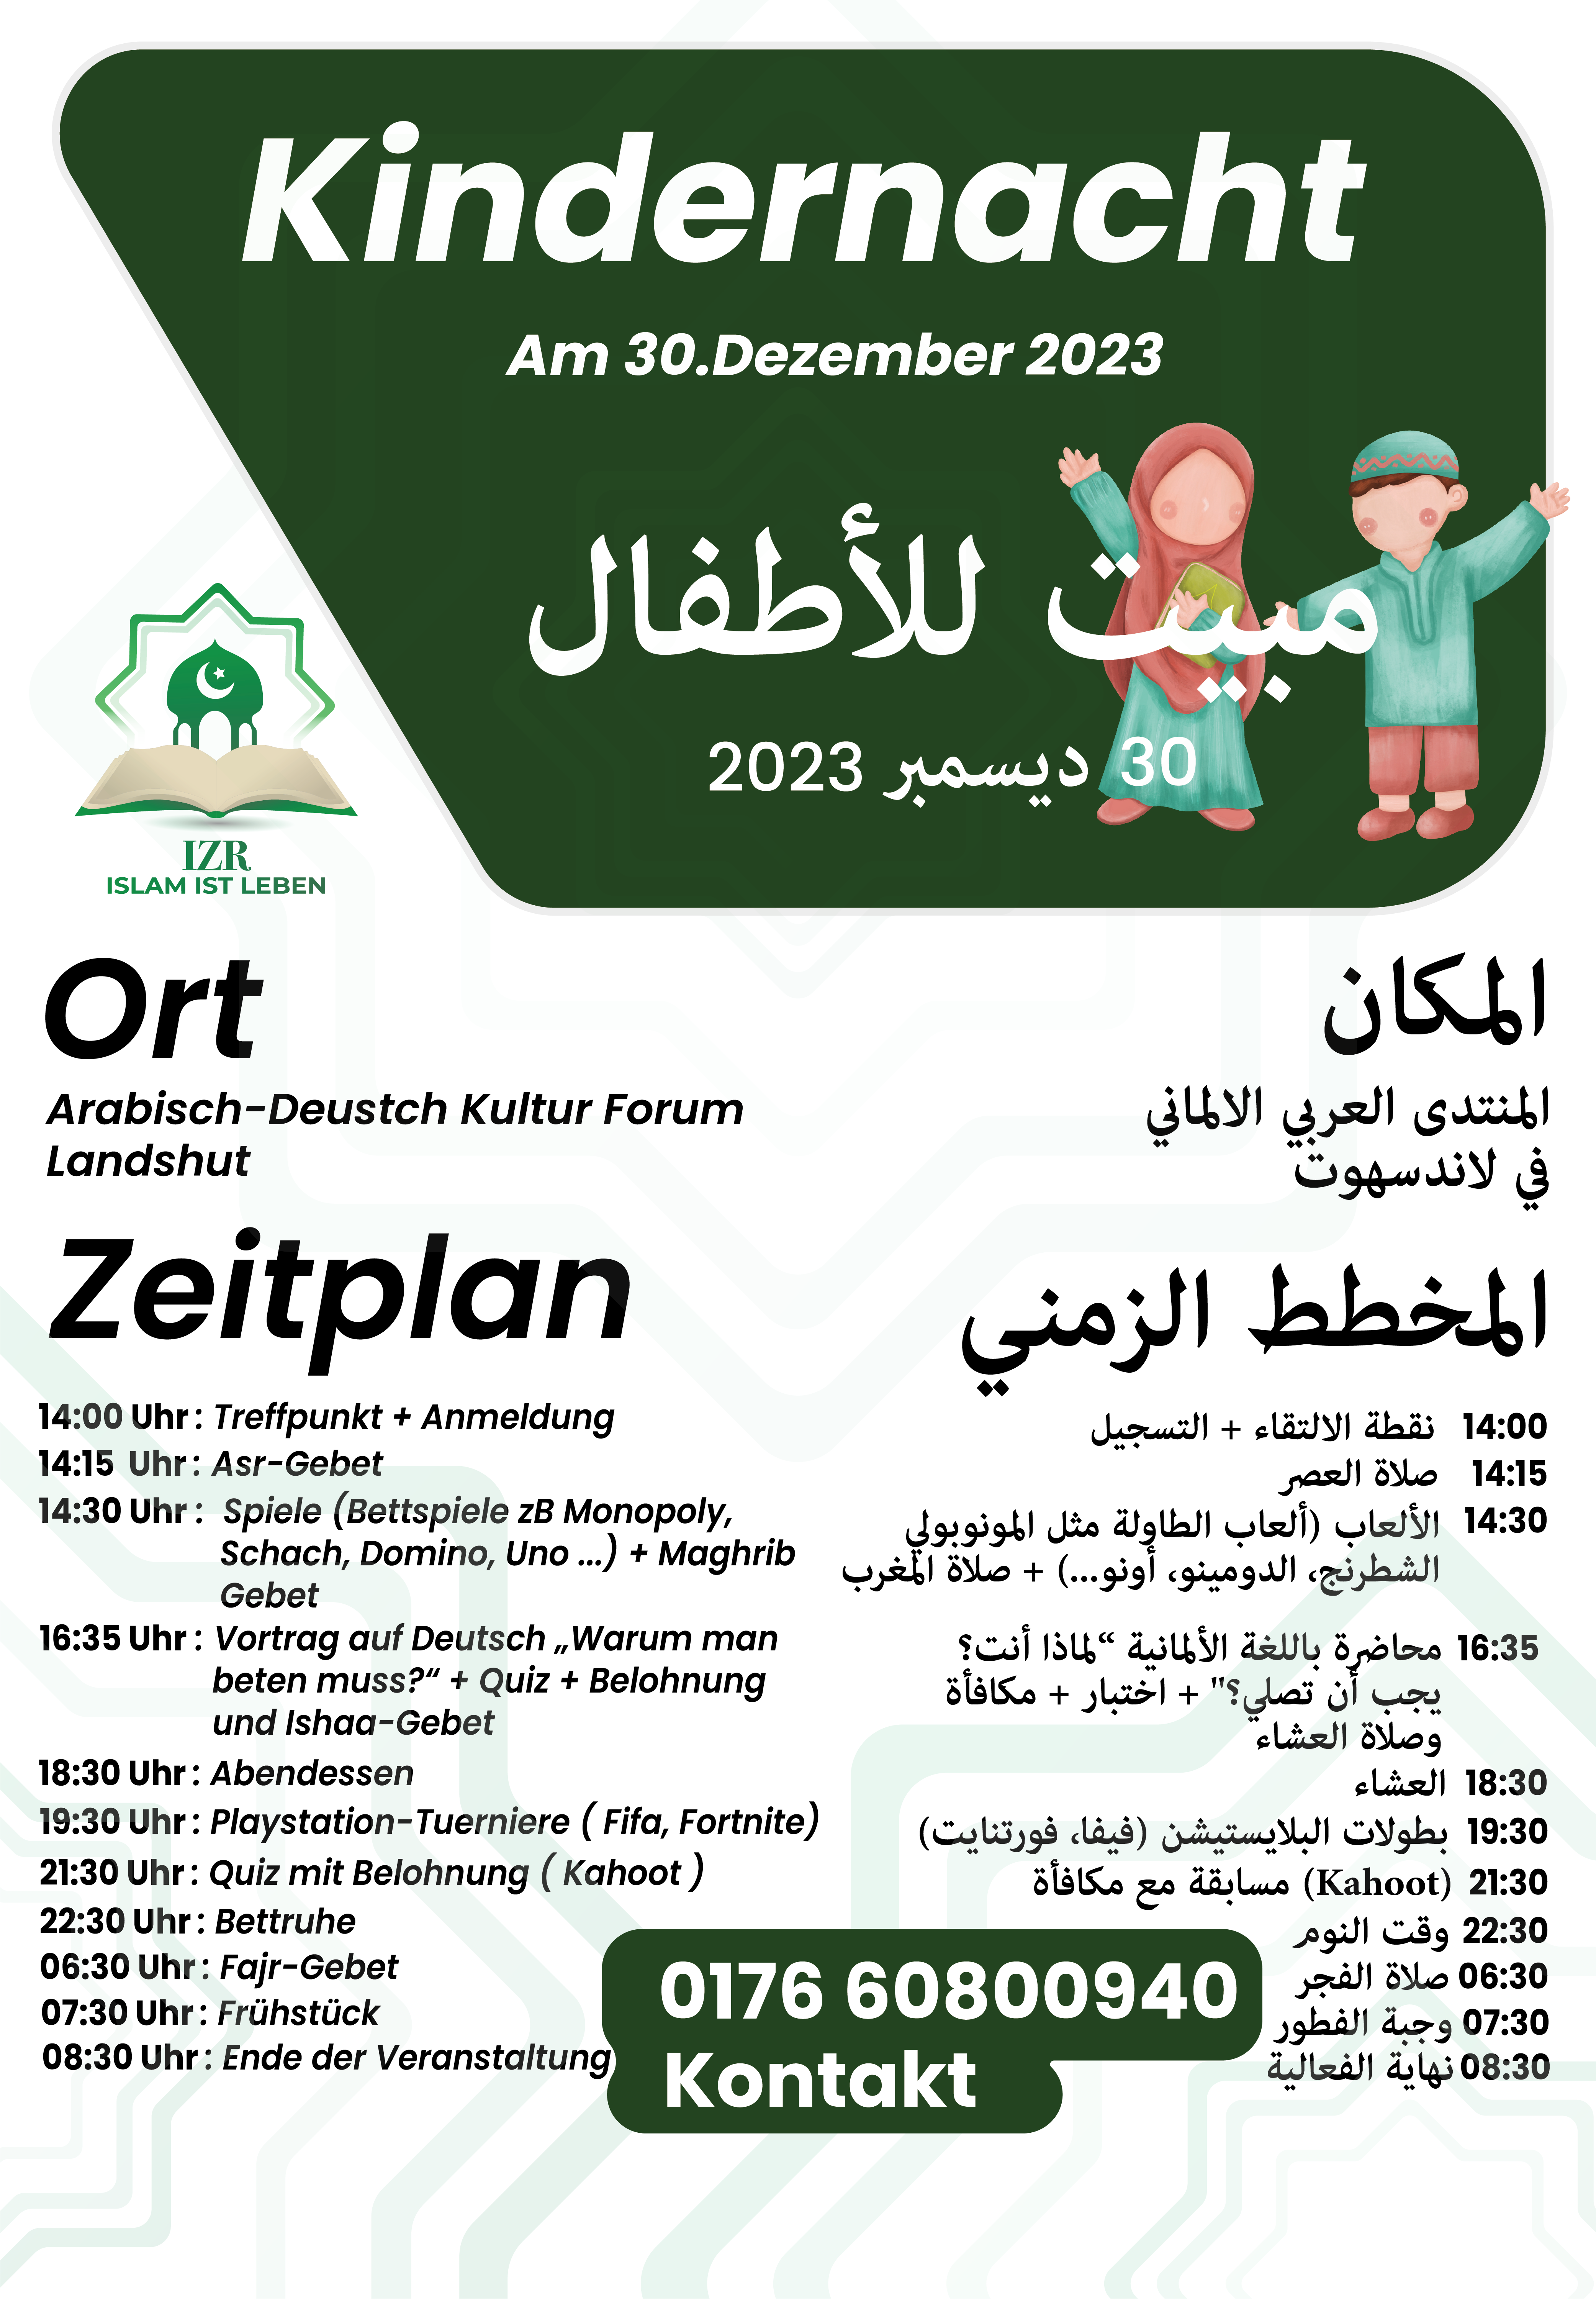 Kindernacht
Am 30.Dezember 2023
مبيت للأطفال
30 ديسمبر 2023
IZR
ISLAM IST LEBEN
Ort
Arabisch-Deustch Kultur Forum
Landshut
المكان
المنتدى العربي الالماني
في لاندسهوت
Zeitplan
14:00 Uhr : Treffpunkt + Anmeldung
14:15 Uhr : Asr-Gebet
14:30 Uhr : Spiele (Bettspiele zB Monopoly,
Schach, Domino, Uno ...) + Maghrib
Gebet
16:35 Uhr : Vortrag auf Deutsch „Warum man
beten muss?“ + Quiz + Belohnung
und Ishaa-Gebet
18:30 Uhr : Abendessen
19:30 Uhr : Playstation-Tuerniere ( Fifa, Fortnite)
21:30 Uhr : Quiz mit Belohnung ( Kahoot )
22:30 Uhr : Bettruhe
06:30 Uhr : Fajr-Gebet
07:30 Uhr : Frühstück
08:30 Uhr : Ende der Veranstaltung
المخطط الزمني
14:00 نقطة الالتقاء + التسجيل
14:15 صلاة العصر
14:30 الألعاب (ألعاب الطاولة مثل المونوبولي
الشطرنج، الدومينو، أونو...) + صلاة المغرب
16:35 محاضرة باللغة الألمانية “لماذا أنت؟
يجب أن تصلي؟" + اختبار + مكافأة
وصلاة العشاء
18:30 العشاء
19:30 بطولات البلايستيشن (فيفا، فورتنايت)
21:30 (Kahoot) مسابقة مع مكافأة
22:30 وقت النوم
06:30 صلاة الفجر
07:30 وجبة الفطور
08:30 نهاية الفعالية
0176 60800940
Kontakt